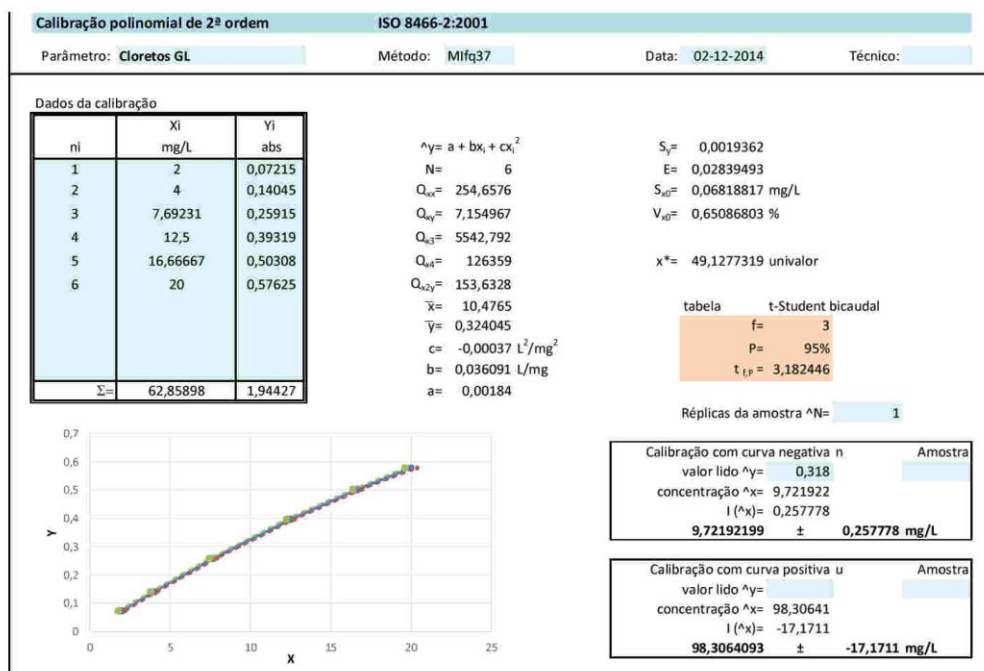 Calibração polinomial de 2ª ordem ISO 8466-2:2001
Parâmetro: Cloretos GL Método: MIfq37 Data: 02-12-2014 Técnico:
Dados da calibração
Xi Yi
ni mg/L abs
1 2 0,07215
2 4 0,14045
3 7,69231 0,25915
4 12,5 0,39319
5 16,66667 0,50308
6 20 0,57625
Σ= 62,85898 1,94427
^y= a + bxᵢ + cxᵢ²
N= 6
Qxx= 254,6576
Qxy= 7,154967
Qx3= 5542,792
Qx4= 126359
Qx2y= 153,6328
x̅= 10,4765
y̅= 0,324045
c= -0,00037 L²/mg²
b= 0,036091 L/mg
a= 0,00184
Sy= 0,0019362
E= 0,02839493
Sx0= 0,06818817 mg/L
Vx0= 0,65086803 %
x*= 49,1277319 univalor
tabela t-Student bicaudal
f= 3
P= 95%
t f,P = 3,182446
Réplicas da amostra ^N= 1
Calibração com curva negativa n Amostra
valor lido ^y= 0,318
concentração ^x= 9,721922
I (^x)= 0,257778
9,72192199 ± 0,257778 mg/L
Calibração com curva positiva u Amostra
valor lido ^y=
concentração ^x= 98,30641
I (^x)= -17,1711
98,3064093 ± -17,1711 mg/L
0,7
0,6
0,5
0,4
0,3
0,2
0,1
0
Y
0 5 10 15 20 25
X